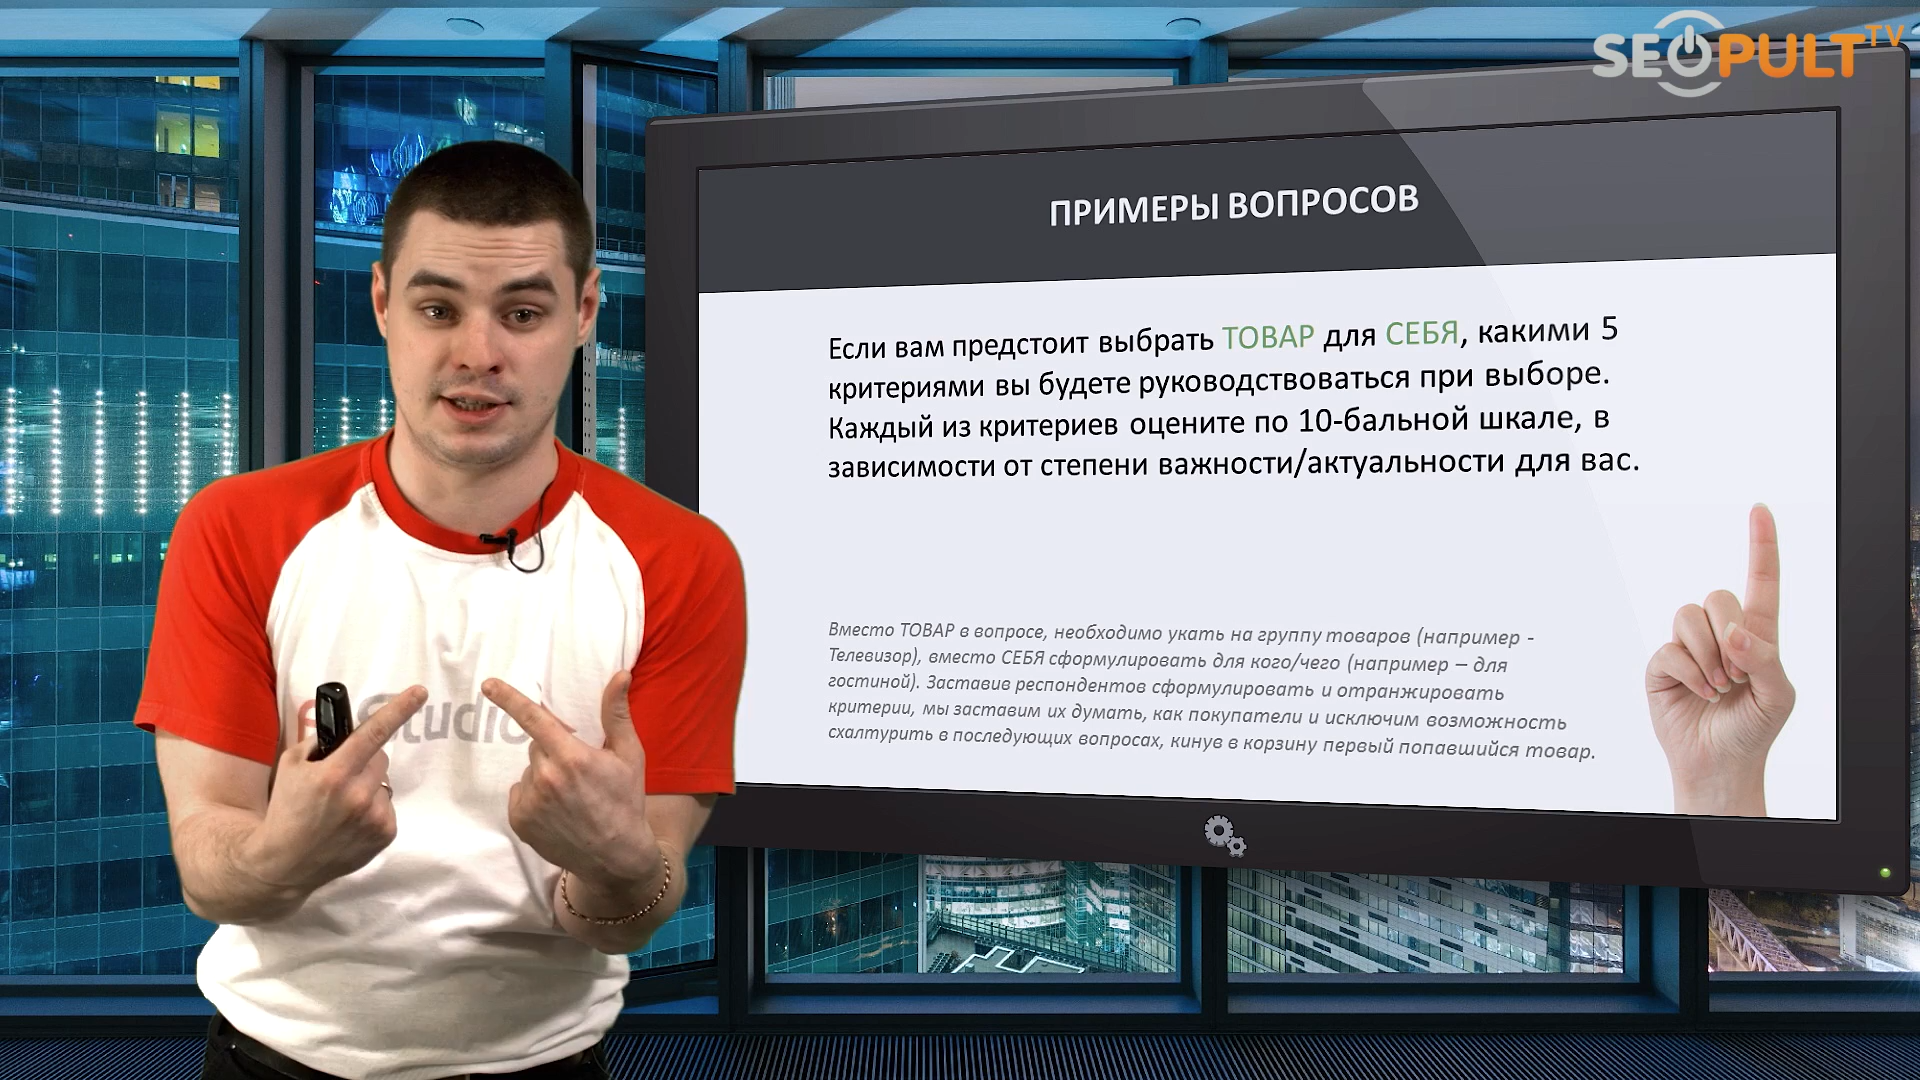 SEOPULT TV
ПРИМЕРЫ ВОПРОСОВ
Если вам предстоит выбрать ТОВАР для СЕБЯ, какими 5
критериями вы будете руководствоваться при выборе.
Каждый из критериев оцените по 10-бальной шкале, в
зависимости от степени важности/актуальности для вас.
Вместо ТОВАР в вопросе, необходимо укать на группу товаров (например -
Телевизор), вместо СЕБЯ сформулировать для кого/чего (например – для
гостиной). Заставив респондентов сформулировать и отранжировать
критерии, мы заставим их думать, как покупатели и исключим возможность
схалтурить в последующих вопросах, кинув в корзину первый попавшийся товар.